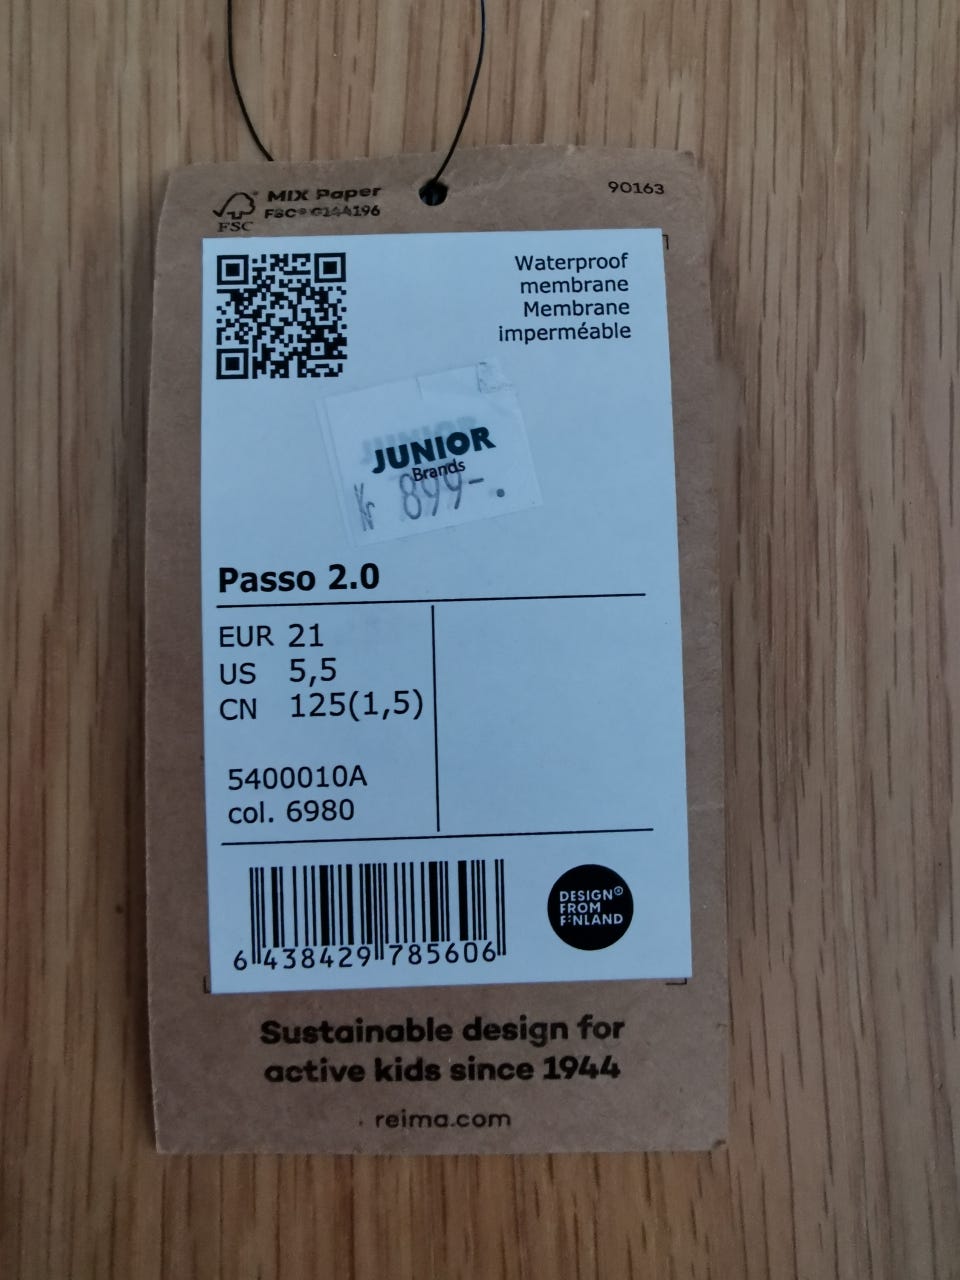 MIX Paper
FSC® C144196
FSC
90163
Waterproof
membrane
Membrane
imperméable
JUNIOR
Brands
Kr 899-.
Passo 2.0
EUR 21
US 5,5
CN 125(1,5)
5400010A
col. 6980
6 438429 785606
DESIGN®
FROM
FINLAND
Sustainable design for
active kids since 1944
reima.com